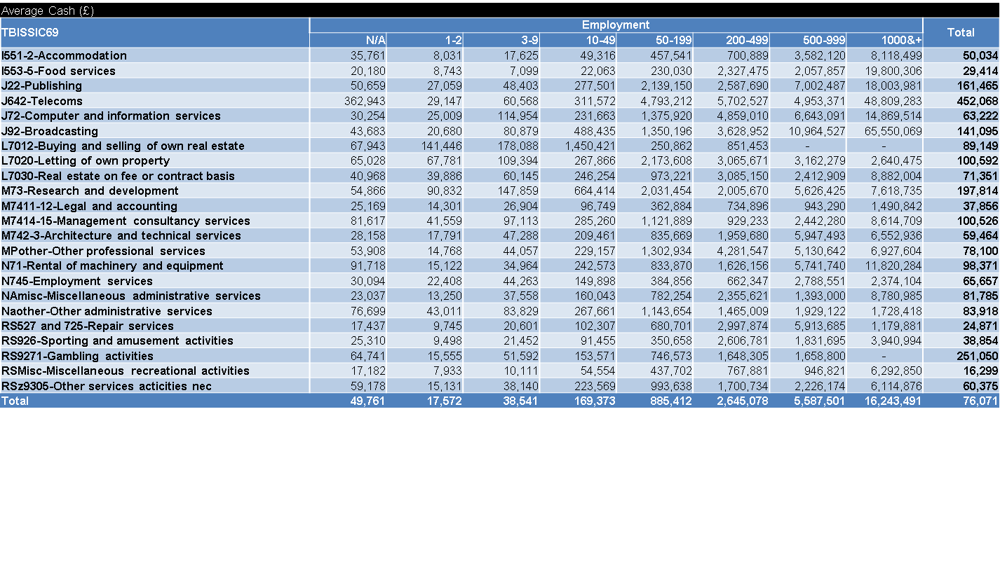 Average Cash (£)
TBISSIC69 Employment Total
N/A 1-2 3-9 10-49 50-199 200-499 500-999 1000&+
I551-2-Accommodation 35,761 8,031 17,625 49,316 457,541 700,889 3,582,120 8,118,499 50,034
I553-5-Food services 20,180 8,743 7,099 22,063 230,030 2,327,475 2,057,857 19,800,306 29,414
J22-Publishing 50,659 27,059 48,403 277,501 2,139,150 2,587,690 7,002,487 18,003,981 161,465
J642-Telecoms 362,943 29,147 60,568 311,572 4,793,212 5,702,527 4,953,371 48,809,283 452,068
J72-Computer and information services 30,254 25,009 114,954 231,663 1,375,920 4,859,010 6,643,091 14,869,514 63,222
J92-Broadcasting 43,683 20,680 80,879 488,435 1,350,196 3,628,952 10,964,527 65,550,069 141,095
L7012-Buying and selling of own real estate 67,943 141,446 178,088 1,450,421 250,862 851,453 - - 89,149
L7020-Letting of own property 65,028 67,781 109,394 267,866 2,173,608 3,065,671 3,162,279 2,640,475 100,592
L7030-Real estate on fee or contract basis 40,968 39,886 60,145 246,254 973,221 3,085,150 2,412,909 8,882,004 71,351
M73-Research and development 54,866 90,832 147,859 664,414 2,031,454 2,005,670 5,626,425 7,618,735 197,814
M7411-12-Legal and accounting 25,169 14,301 26,904 96,749 362,884 734,896 943,290 1,490,842 37,856
M7414-15-Management consultancy services 81,617 41,559 97,113 285,260 1,121,889 929,233 2,442,280 8,614,709 100,526
M742-3-Architecture and technical services 28,158 17,791 47,288 209,461 835,669 1,959,680 5,947,493 6,552,936 59,464
MPother-Other professional services 53,908 14,768 44,057 229,157 1,302,934 4,281,547 5,130,642 6,927,604 78,100
N71-Rental of machinery and equipment 91,718 15,122 34,964 242,573 833,870 1,626,156 5,741,740 11,820,284 98,371
N745-Employment services 30,094 22,408 44,263 149,898 384,856 662,347 2,788,551 2,374,104 65,657
NAmisc-Miscellaneous administrative services 23,037 13,250 37,558 160,043 782,254 2,355,621 1,393,000 8,780,985 81,785
Naother-Other administrative services 76,699 43,011 83,829 267,661 1,143,654 1,465,009 1,929,122 1,728,418 83,918
RS527 and 725-Repair services 17,437 9,745 20,601 102,307 680,701 2,997,874 5,913,685 1,179,881 24,871
RS926-Sporting and amusement activities 25,310 9,498 21,452 91,455 350,658 2,606,781 1,831,695 3,940,994 38,854
RS9271-Gambling activities 64,741 15,555 51,592 153,571 746,573 1,648,305 1,658,800 - 251,050
RSMisc-Miscellaneous recreational activities 17,182 7,933 10,111 54,554 437,702 767,881 946,821 6,292,850 16,299
RSz9305-Other services acticities nec 59,178 15,131 38,140 223,569 993,638 1,700,734 2,226,174 6,114,876 60,375
Total 49,761 17,572 38,541 169,373 885,412 2,645,078 5,587,501 16,243,491 76,071